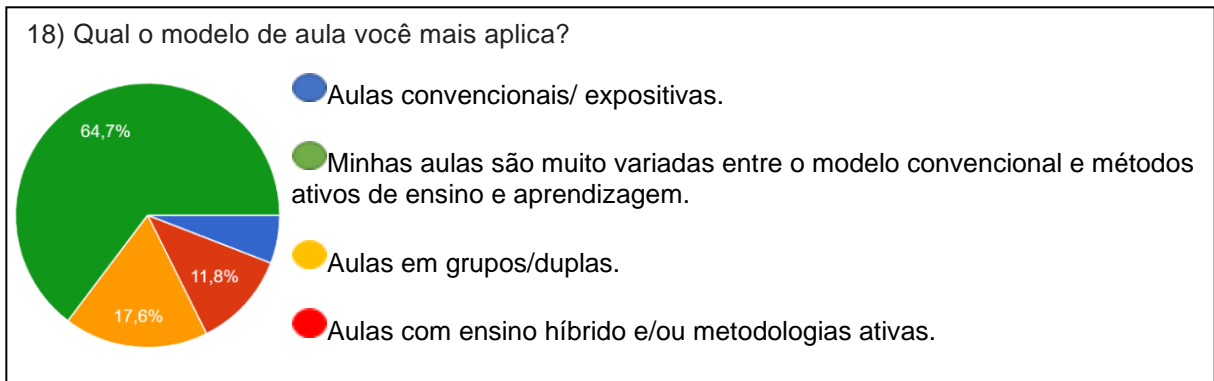 18) Qual o modelo de aula você mais aplica?
Aulas convencionais/ expositivas.
64,7%
Minhas aulas são muito variadas entre o modelo convencional e métodos
ativos de ensino e aprendizagem.
Aulas em grupos/duplas.
11,8%
17,6%
Aulas com ensino híbrido e/ou metodologias ativas.